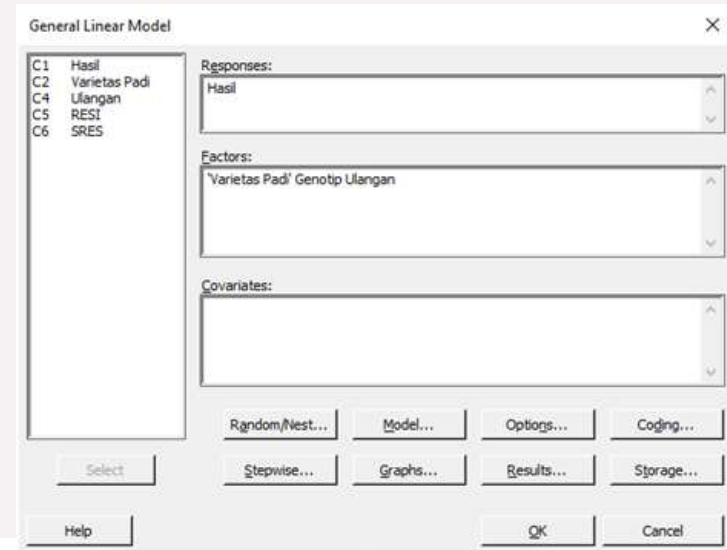 General Linear Model
C1 Hasil
C2 Varietas Padi
C4 Ulangan
C5 RESI
C6 SRES
Responses:
Hasil
Factors:
'Varietas Padi' Genotip Ulangan
Covariates:
Random/Nest...
Model...
Options...
Coding...
Select
Stepwise...
Graphs...
Results...
Storage...
Help
OK
Cancel